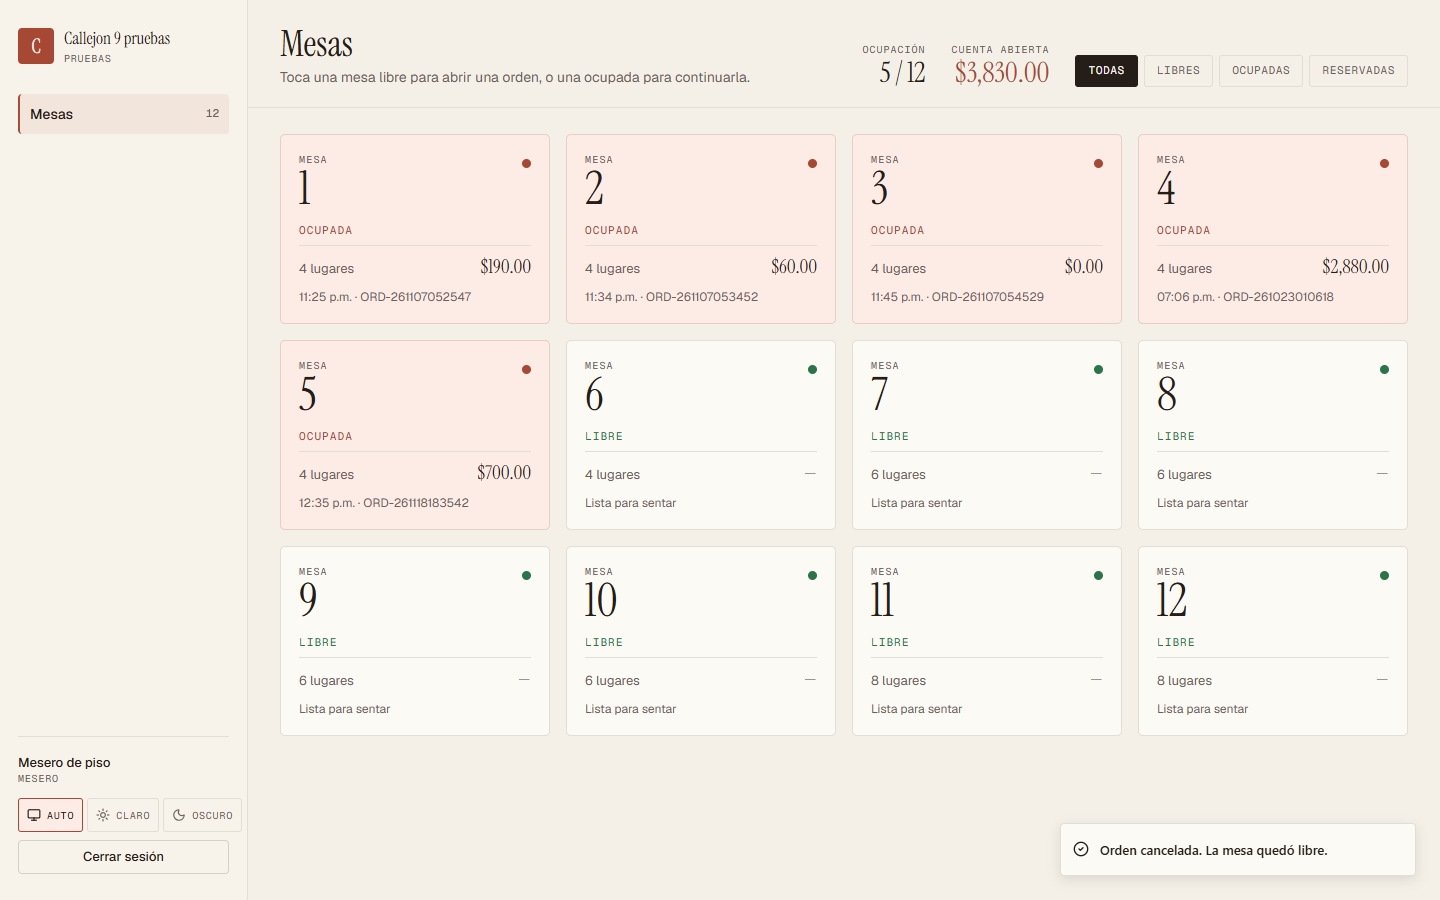 C
Callejon 9 pruebas
PRUEBAS
Mesas 12
Mesas
Toca una mesa libre para abrir una orden, o una ocupada para continuarla.
OCUPACIÓN
5 / 12
CUENTA ABIERTA
$3,830.00
TODAS LIBRES OCUPADAS RESERVADAS
MESA
1
OCUPADA
4 lugares $190.00
11:25 p.m. · ORD-261107052547
MESA
2
OCUPADA
4 lugares $60.00
11:34 p.m. · ORD-261107053452
MESA
3
OCUPADA
4 lugares $0.00
11:45 p.m. · ORD-261107054529
MESA
4
OCUPADA
4 lugares $2,880.00
07:06 p.m. · ORD-261023010618
MESA
5
OCUPADA
4 lugares $700.00
12:35 p.m. · ORD-261118183542
MESA
6
LIBRE
4 lugares —
Lista para sentar
MESA
7
LIBRE
6 lugares —
Lista para sentar
MESA
8
LIBRE
6 lugares —
Lista para sentar
MESA
9
LIBRE
6 lugares —
Lista para sentar
MESA
10
LIBRE
6 lugares —
Lista para sentar
MESA
11
LIBRE
8 lugares —
Lista para sentar
MESA
12
LIBRE
8 lugares —
Lista para sentar
Mesero de piso
MESERO
AUTO CLARO OSCURO
Cerrar sesión
Orden cancelada. La mesa quedó libre.